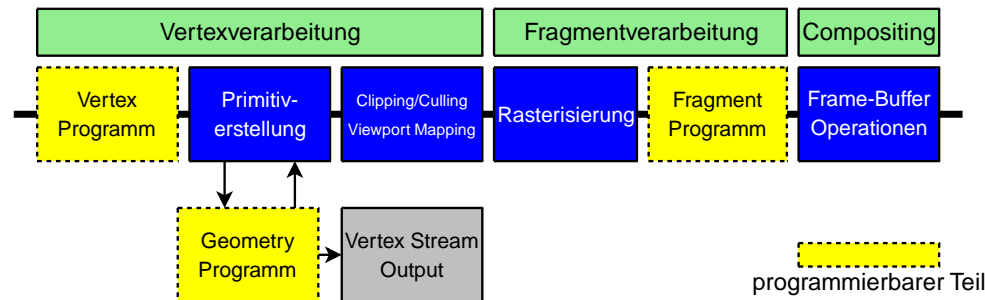 Vertexverarbeitung
Fragmentverarbeitung
Compositing
Vertex
Programm
Primitiv-
erstellung
Clipping/Culling
Viewport Mapping
Rasterisierung
Fragment
Programm
Frame-Buffer
Operationen
Geometry
Programm
Vertex Stream
Output
programmierbarer Teil